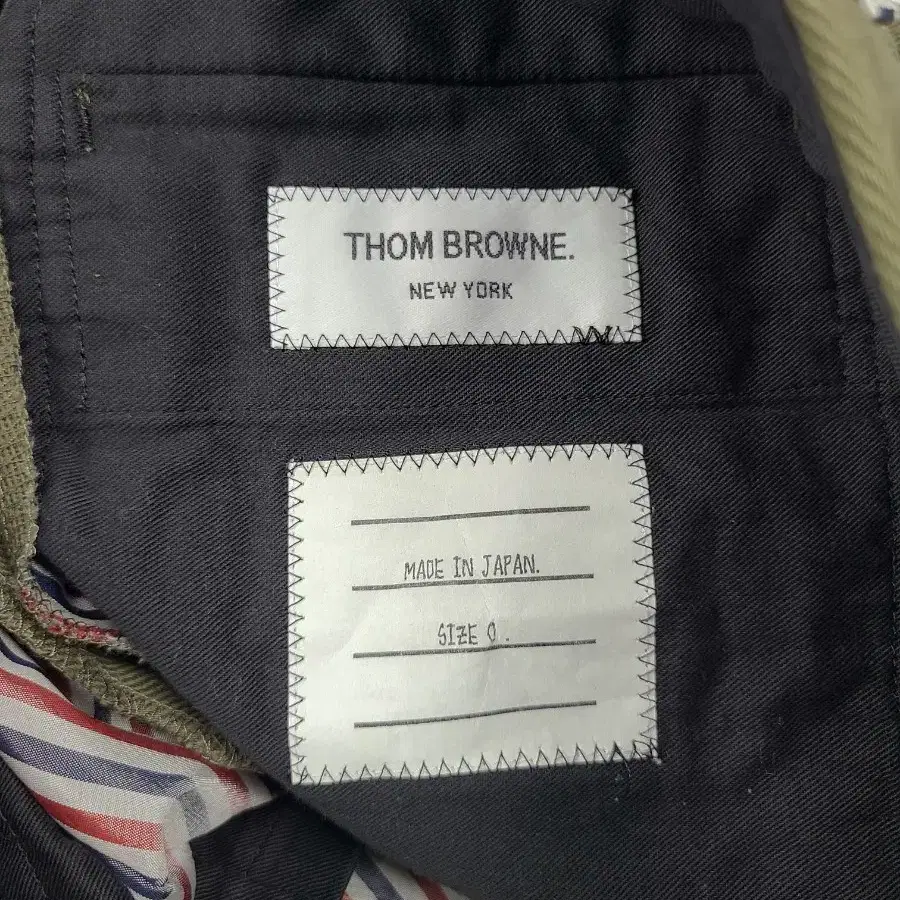 THOM BROWNE.
NEW YORK
MADE IN JAPAN.
SIZE 0.